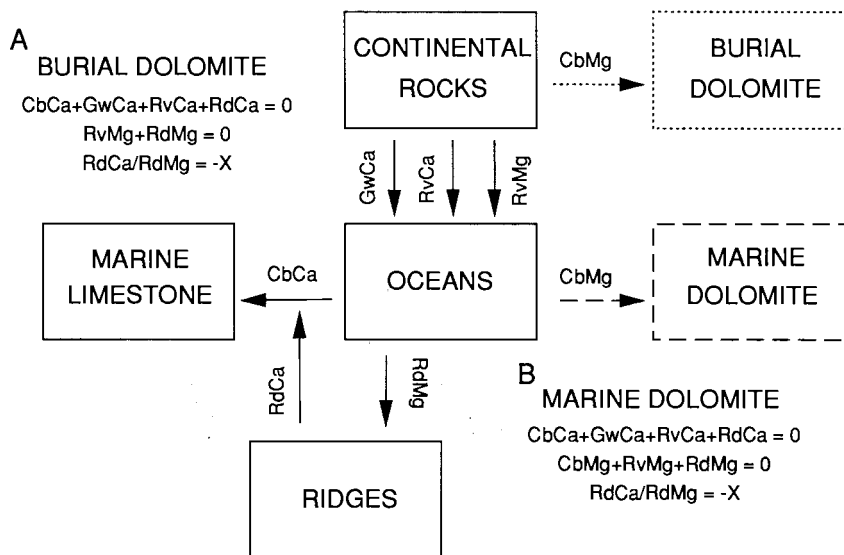 A
BURIAL DOLOMITE
CbCa+GwCa+RvCa+RdCa = 0
RvMg+RdMg = 0
RdCa/RdMg = -X
CONTINENTAL
ROCKS
CbMg
BURIAL
DOLOMITE
GwCa
RvCa
RvMg
MARINE
LIMESTONE
CbCa
OCEANS
CbMg
MARINE
DOLOMITE
RdCa
RdMg
RIDGES
B
MARINE DOLOMITE
CbCa+GwCa+RvCa+RdCa = 0
CbMg+RvMg+RdMg = 0
RdCa/RdMg = -X